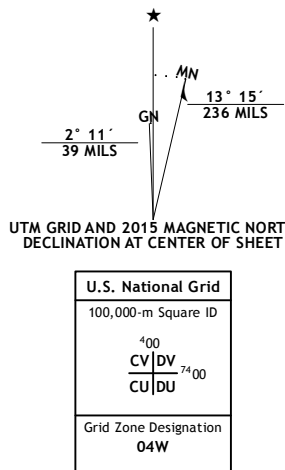 ★
MN
GN
13° 15´
236 MILS
2° 11´
39 MILS
UTM GRID AND 2015 MAGNETIC NORT
DECLINATION AT CENTER OF SHEET
U.S. National Grid
100,000-m Square ID
⁴00
CV DV
⁷⁴00
CU DU
Grid Zone Designation
04W